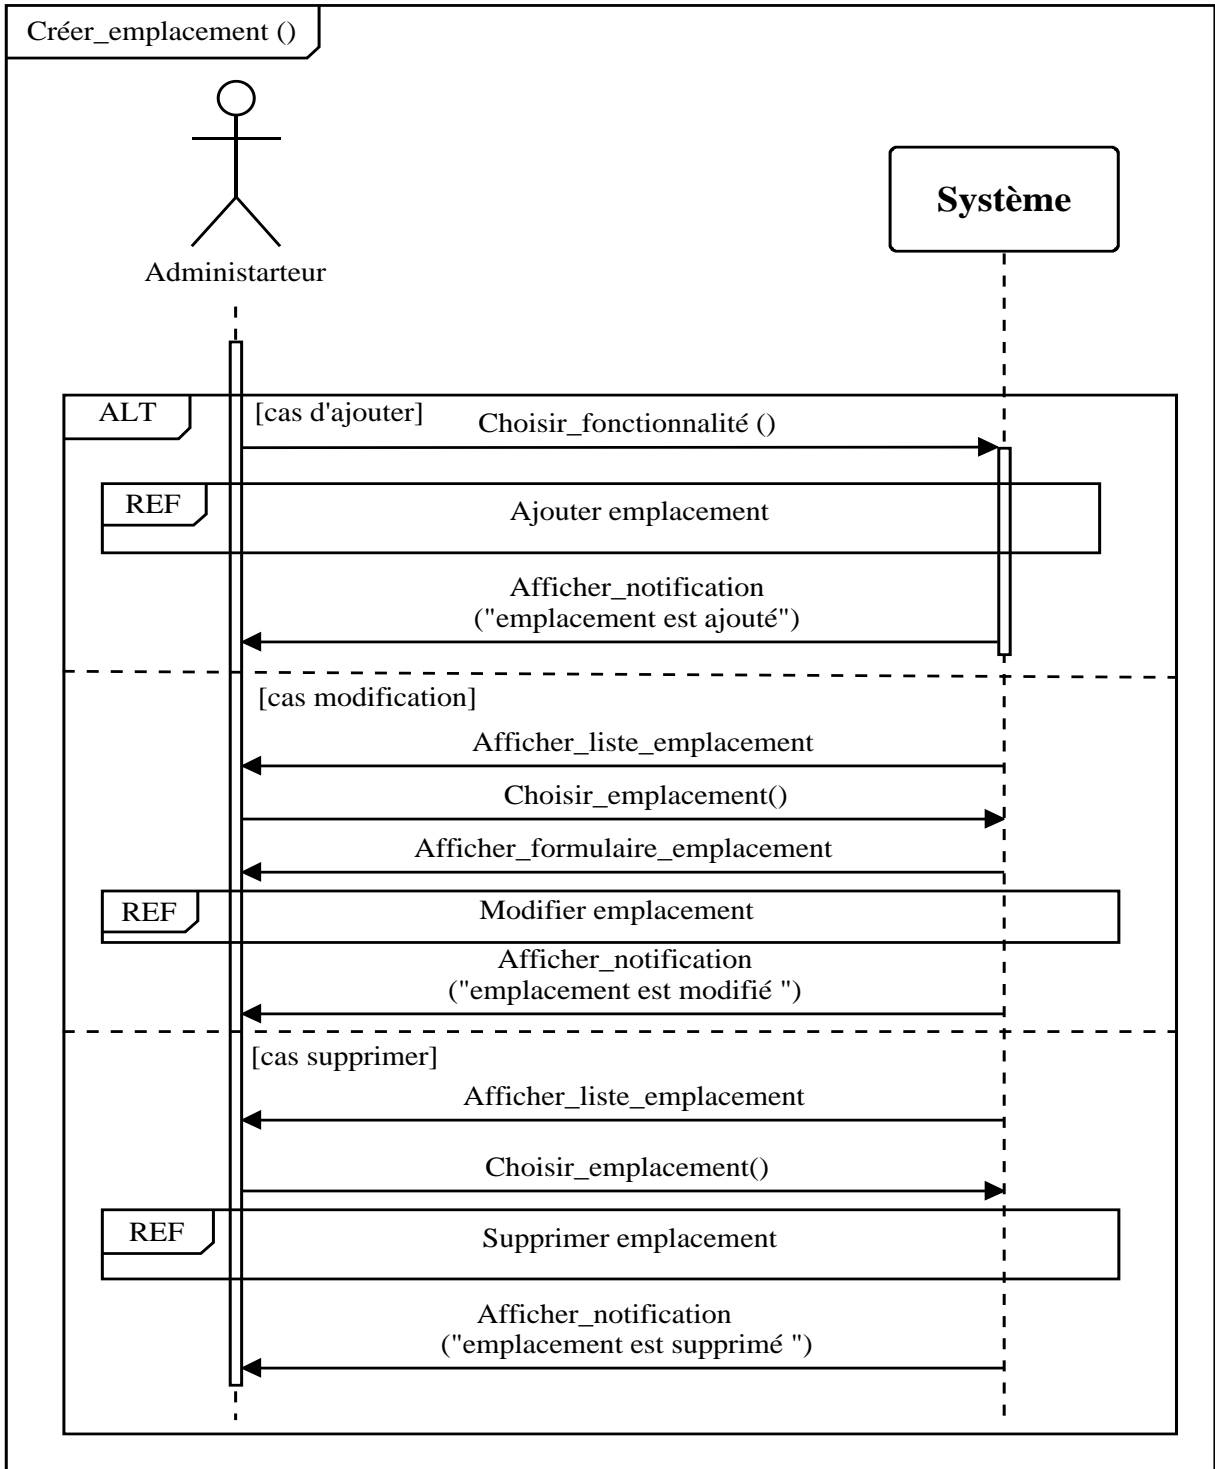 Créer_emplacement ()
Administarteur
Système
ALT
[cas d'ajouter]
Choisir_fonctionnalité ()
REF
Ajouter emplacement
Afficher_notification
("emplacement est ajouté")
[cas modification]
Afficher_liste_emplacement
Choisir_emplacement()
Afficher_formulaire_emplacement
REF
Modifier emplacement
Afficher_notification
("emplacement est modifié ")
[cas supprimer]
Afficher_liste_emplacement
Choisir_emplacement()
REF
Supprimer emplacement
Afficher_notification
("emplacement est supprimé ")